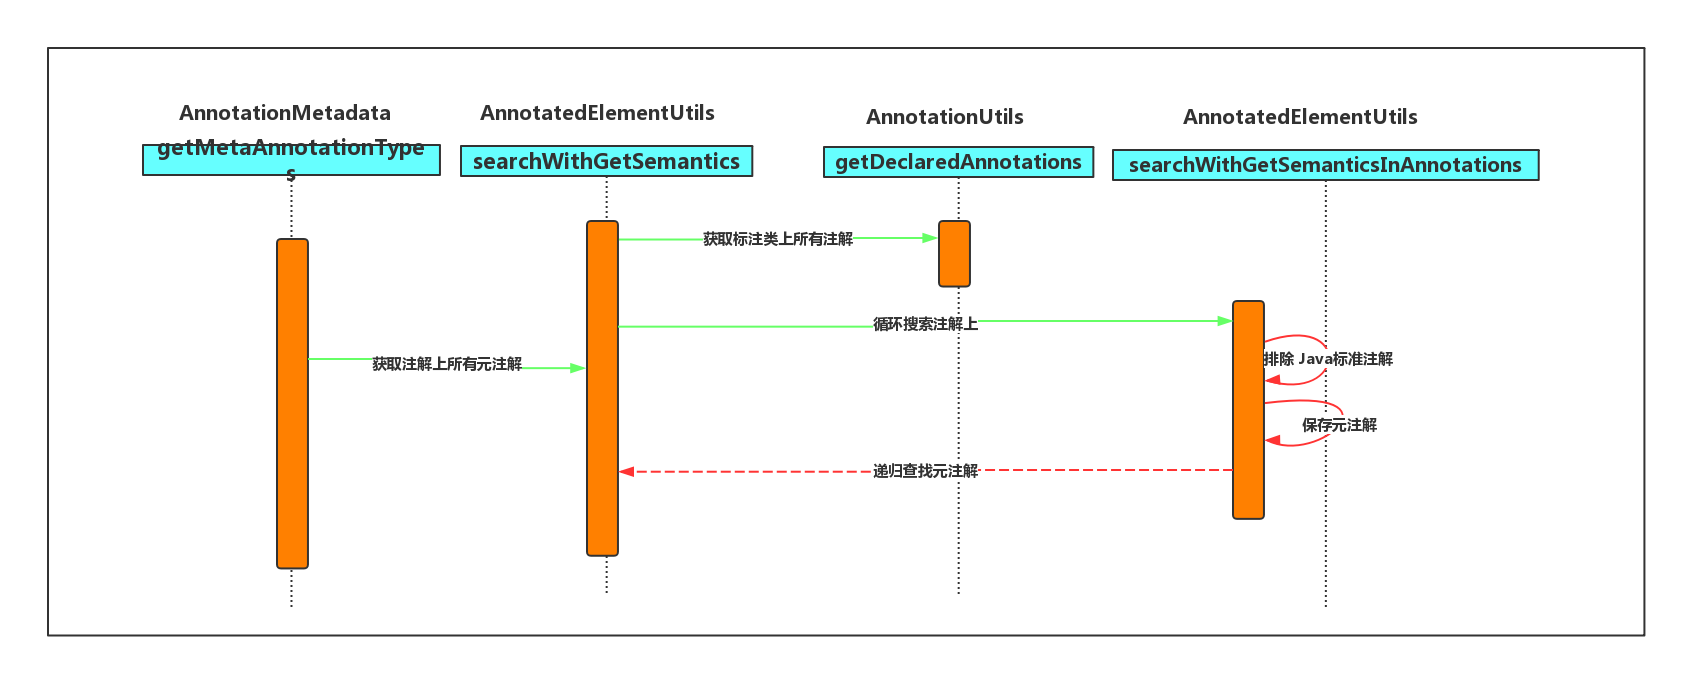 AnnotationMetadata
AnnotatedElementUtils
AnnotationUtils
AnnotatedElementUtils
getMetaAnnotationType
s
searchWithGetSemantics
getDeclaredAnnotations
searchWithGetSemanticsInAnnotations
获取标注类上所有注解
循环搜索注解上
获取注解上所有元注解
排除 Java标准注解
保存元注解
递归查找元注解